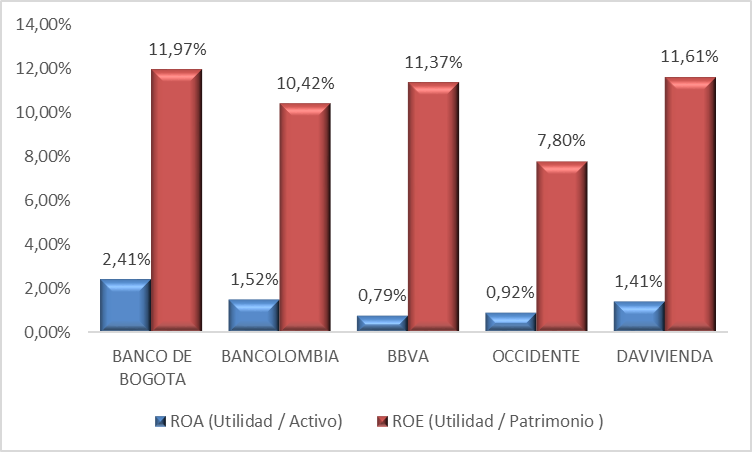 14,00%
12,00%
10,00%
8,00%
6,00%
4,00%
2,00%
0,00%
2,41%
11,97%
1,52%
10,42%
0,79%
11,37%
0,92%
7,80%
1,41%
11,61%
BANCO DE
BOGOTA
BANCOLOMBIA
BBVA
OCCIDENTE
DAVIVIENDA
ROA (Utilidad / Activo)
ROE (Utilidad / Patrimonio )